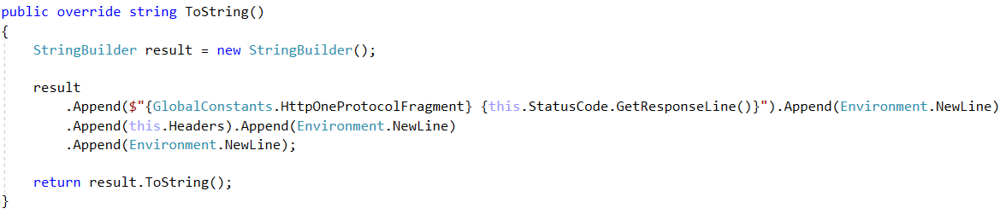 public override string ToString()
{
    StringBuilder result = new StringBuilder();

    result
        .Append($"{GlobalConstants.HttpOneProtocolFragment} {this.StatusCode.GetResponseLine()}").Append(Environment.NewLine)
        .Append(this.Headers).Append(Environment.NewLine)
        .Append(Environment.NewLine);

    return result.ToString();
}